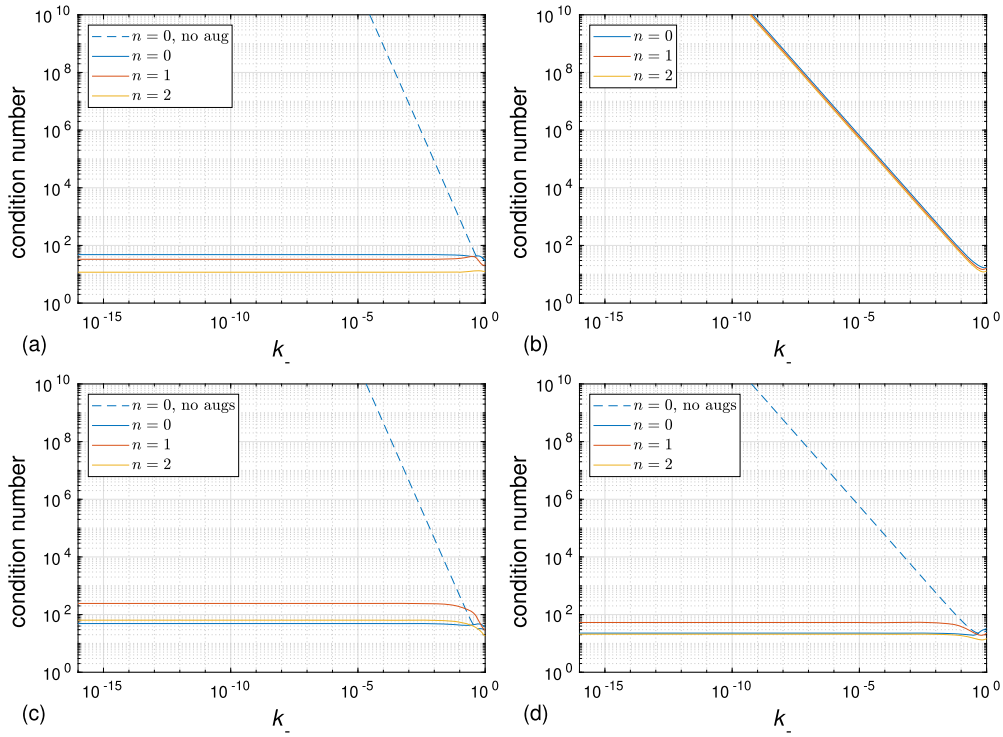 10^10
10^8
10^6
10^4
10^2
10^0
condition number
n = 0, no aug
n = 0
n = 1
n = 2
10^-15
10^-10
10^-5
10^0
(a)
k_-
10^10
10^8
10^6
10^4
10^2
10^0
condition number
n = 0
n = 1
n = 2
10^-15
10^-10
10^-5
10^0
(b)
k_-
10^10
10^8
10^6
10^4
10^2
10^0
condition number
n = 0, no augs
n = 0
n = 1
n = 2
10^-15
10^-10
10^-5
10^0
(c)
k_-
10^10
10^8
10^6
10^4
10^2
10^0
condition number
n = 0, no augs
n = 0
n = 1
n = 2
10^-15
10^-10
10^-5
10^0
(d)
k_-